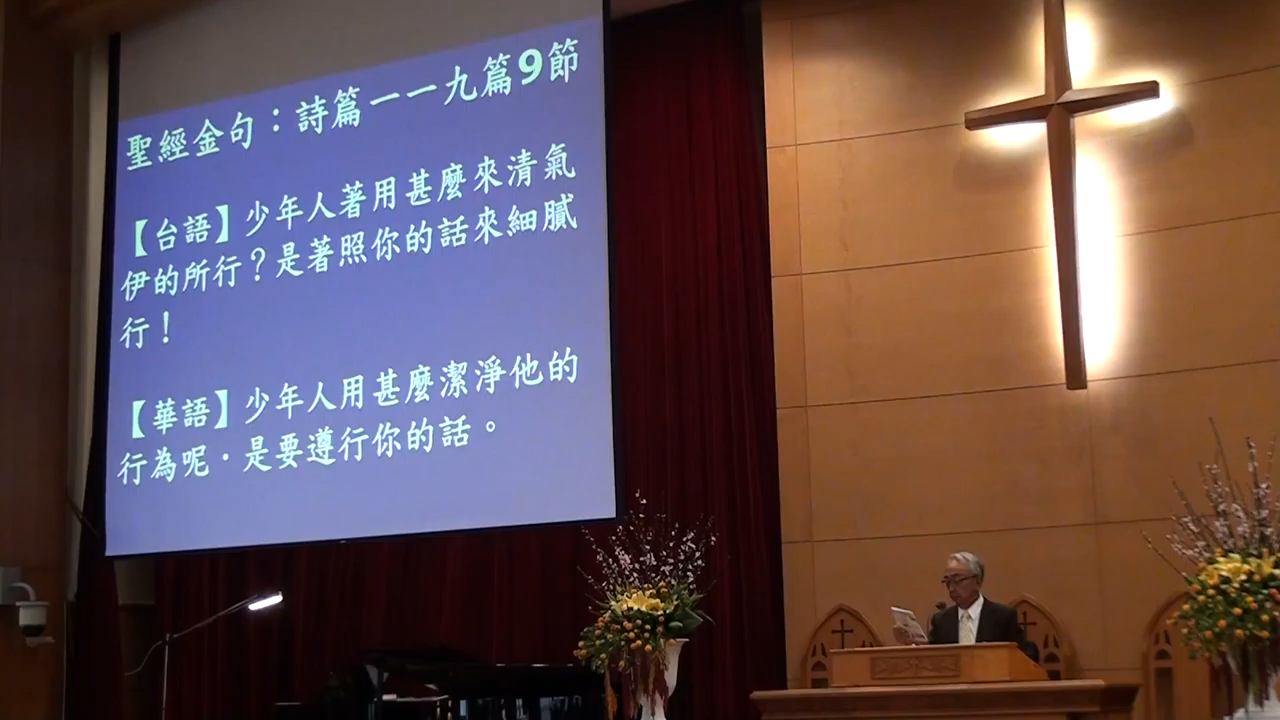 聖經金句：詩篇一一九篇9節
【台語】少年人著用甚麼來清氣
伊的所行？是著照你的話來細膩
行！
【華語】少年人用甚麼潔淨他的
行為呢．是要遵行你的話。